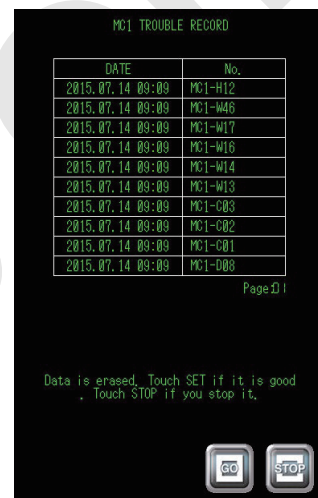 MC1 TROUBLE RECORD
DATE No.
2015.07.14 09:09 MC1-H12
2015.07.14 09:09 MC1-W46
2015.07.14 09:09 MC1-W17
2015.07.14 09:09 MC1-W16
2015.07.14 09:09 MC1-W14
2015.07.14 09:09 MC1-W13
2015.07.14 09:09 MC1-C03
2015.07.14 09:09 MC1-C02
2015.07.14 09:09 MC1-C01
2015.07.14 09:09 MC1-D08
Page:01
Data is erased. Touch SET if it is good
. Touch STOP if you stop it.
GO STOP